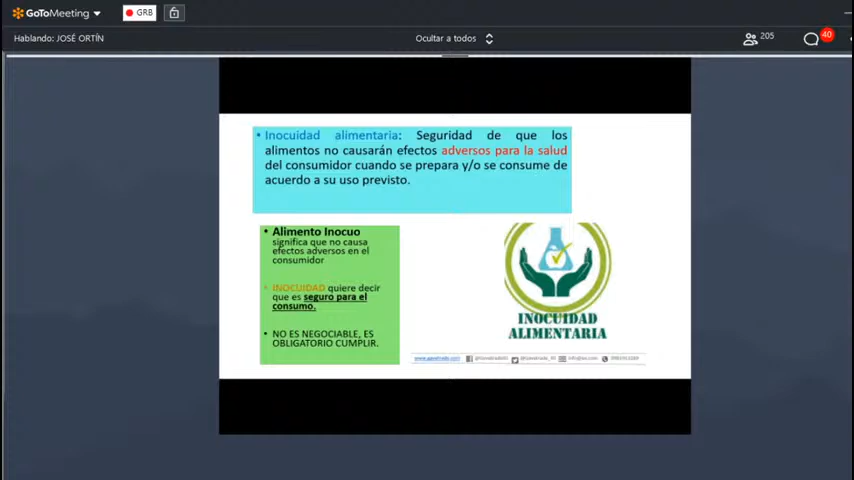 GoToMeeting
GRB
Hablando: JOSÉ ORTÍN
Ocultar a todos
205
40
• Inocuidad alimentaria: Seguridad de que los
alimentos no causarán efectos adversos para la salud
del consumidor cuando se prepara y/o se consume de
acuerdo a su uso previsto.
• Alimento Inocuo
significa que no causa
efectos adversos en el
consumidor
• INOCUIDAD quiere decir
que es seguro para el
consumo.
• NO ES NEGOCIABLE, ES
OBLIGATORIO CUMPLIR.
INOCUIDAD
ALIMENTARIA